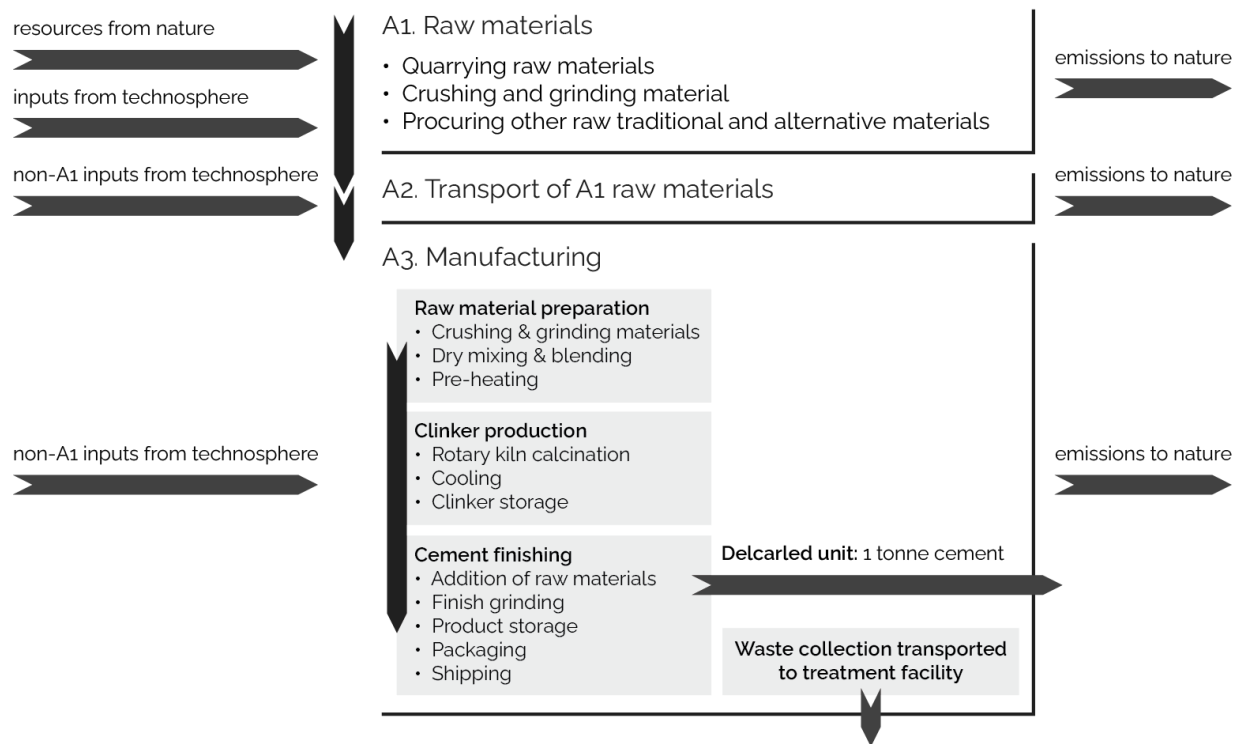 resources from nature
inputs from technosphere
non-A1 inputs from technosphere
A1. Raw materials
• Quarrying raw materials
• Crushing and grinding material
• Procuring other raw traditional and alternative materials
emissions to nature
A2. Transport of A1 raw materials
emissions to nature
A3. Manufacturing
Raw material preparation
• Crushing & grinding materials
• Dry mixing & blending
• Pre-heating
non-A1 inputs from technosphere
Clinker production
• Rotary kiln calcination
• Cooling
• Clinker storage
emissions to nature
Cement finishing
• Addition of raw materials
• Finish grinding
• Product storage
• Packaging
• Shipping
Delcarled unit: 1 tonne cement
Waste collection transported
to treatment facility